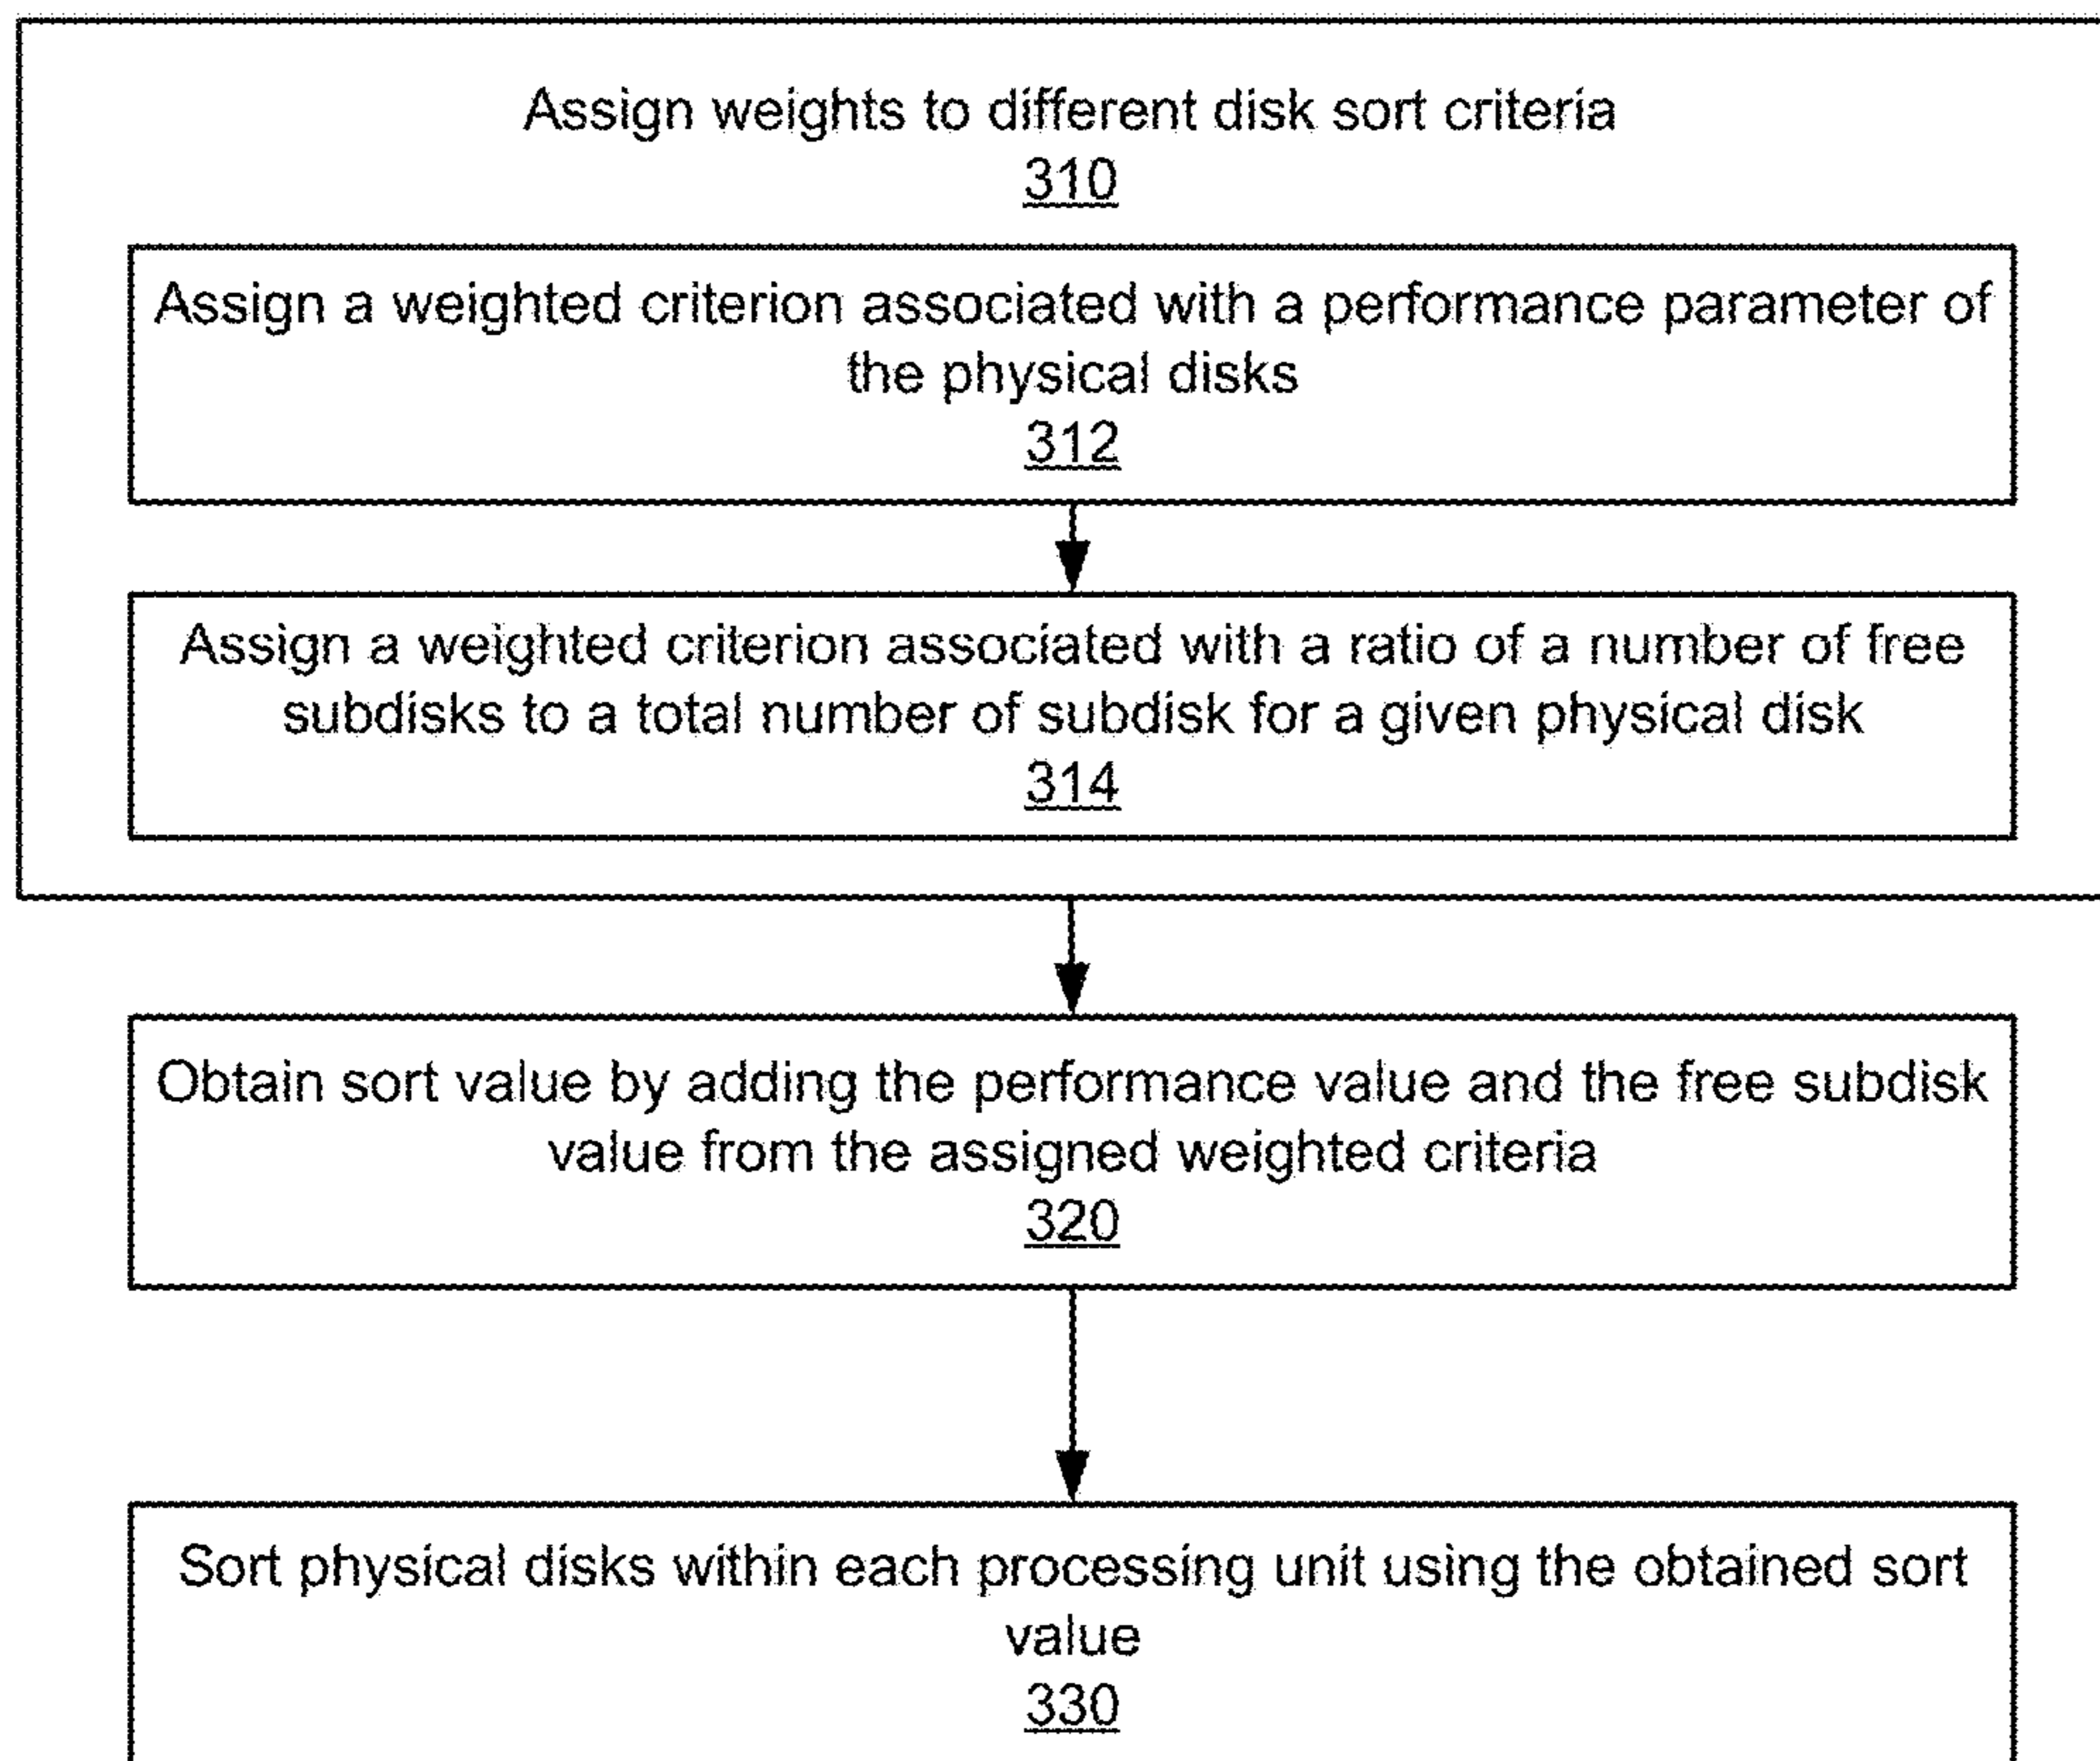 Assign weights to different disk sort criteria
310
Assign a weighted criterion associated with a performance parameter of
the physical disks
312
Assign a weighted criterion associated with a ratio of a number of free
subdisks to a total number of subdisk for a given physical disk
314
Obtain sort value by adding the performance value and the free subdisk
value from the assigned weighted criteria
320
Sort physical disks within each processing unit using the obtained sort
value
330